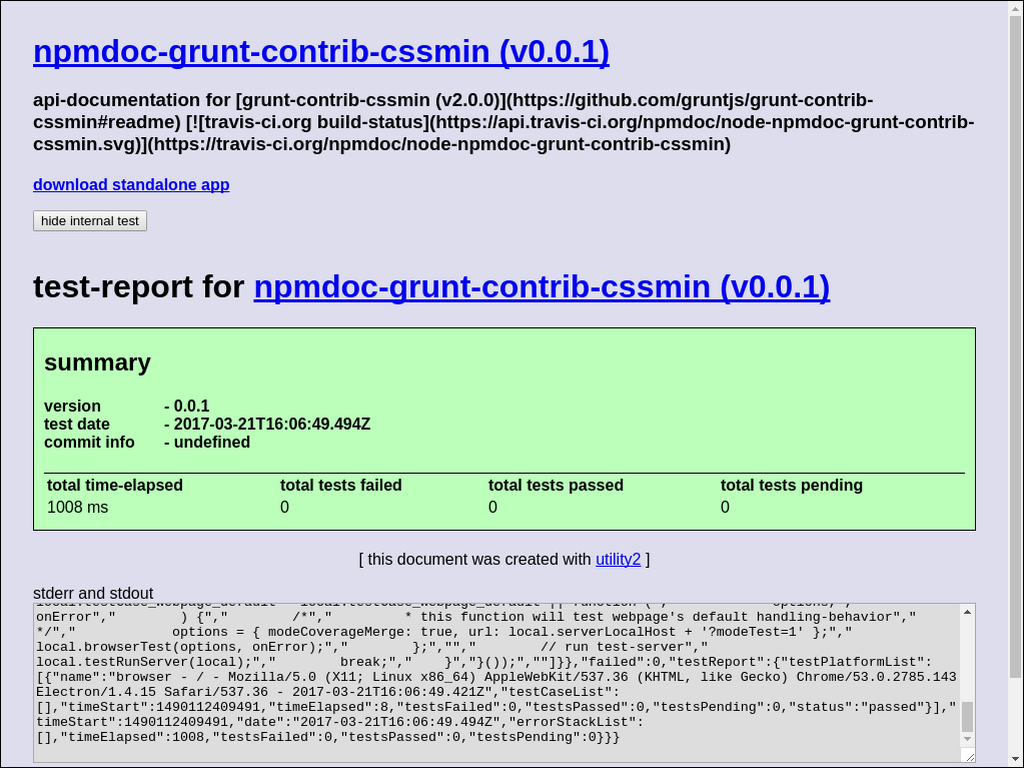 npmdoc-grunt-contrib-cssmin (v0.0.1)
api-documentation for [grunt-contrib-cssmin (v2.0.0)](https://github.com/gruntjs/grunt-contrib-
cssmin#readme) [![travis-ci.org build-status](https://api.travis-ci.org/npmdoc/node-npmdoc-grunt-contrib-
cssmin.svg)](https://travis-ci.org/npmdoc/node-npmdoc-grunt-contrib-cssmin)
download standalone app
hide internal test
test-report for npmdoc-grunt-contrib-cssmin (v0.0.1)
summary
version - 0.0.1
test date - 2017-03-21T16:06:49.494Z
commit info - undefined
total time-elapsed total tests failed total tests passed total tests pending
1008 ms 0 0 0
[ this document was created with utility2 ]
stderr and stdout
local.testCase_webpage_default = local.testCase_webpage_default || function (","            options,","
onError","        ) {","        /*","         * this function will test webpage's default handling-behavior","
*/","            options = { modeCoverageMerge: true, url: local.serverLocalHost + '?modeTest=1' };","
local.browserTest(options, onError);","        };","","        // run test-server","
local.testRunServer(local);","        break;","    }","}());",""]}},"failed":0,"testReport":{"testPlatformList":
[{"name":"browser - / - Mozilla/5.0 (X11; Linux x86_64) AppleWebKit/537.36 (KHTML, like Gecko) Chrome/53.0.2785.143
Electron/1.4.15 Safari/537.36 - 2017-03-21T16:06:49.421Z","testCaseList":
[],"timeStart":1490112409491,"timeElapsed":8,"testsFailed":0,"testsPassed":0,"testsPending":0,"status":"passed"}],"
timeStart":1490112409491,"date":"2017-03-21T16:06:49.494Z","errorStackList":
[],"timeElapsed":1008,"testsFailed":0,"testsPassed":0,"testsPending":0}}}